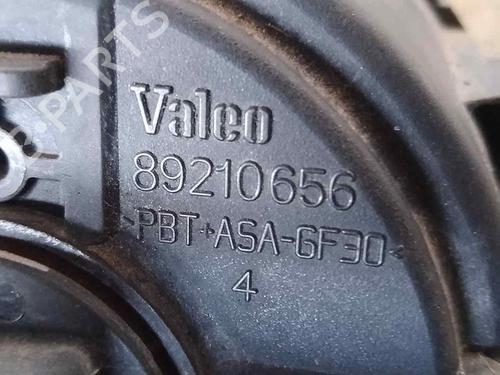 Valeo
89210656
>PBT+ASA-GF30<
4
B-PARTS